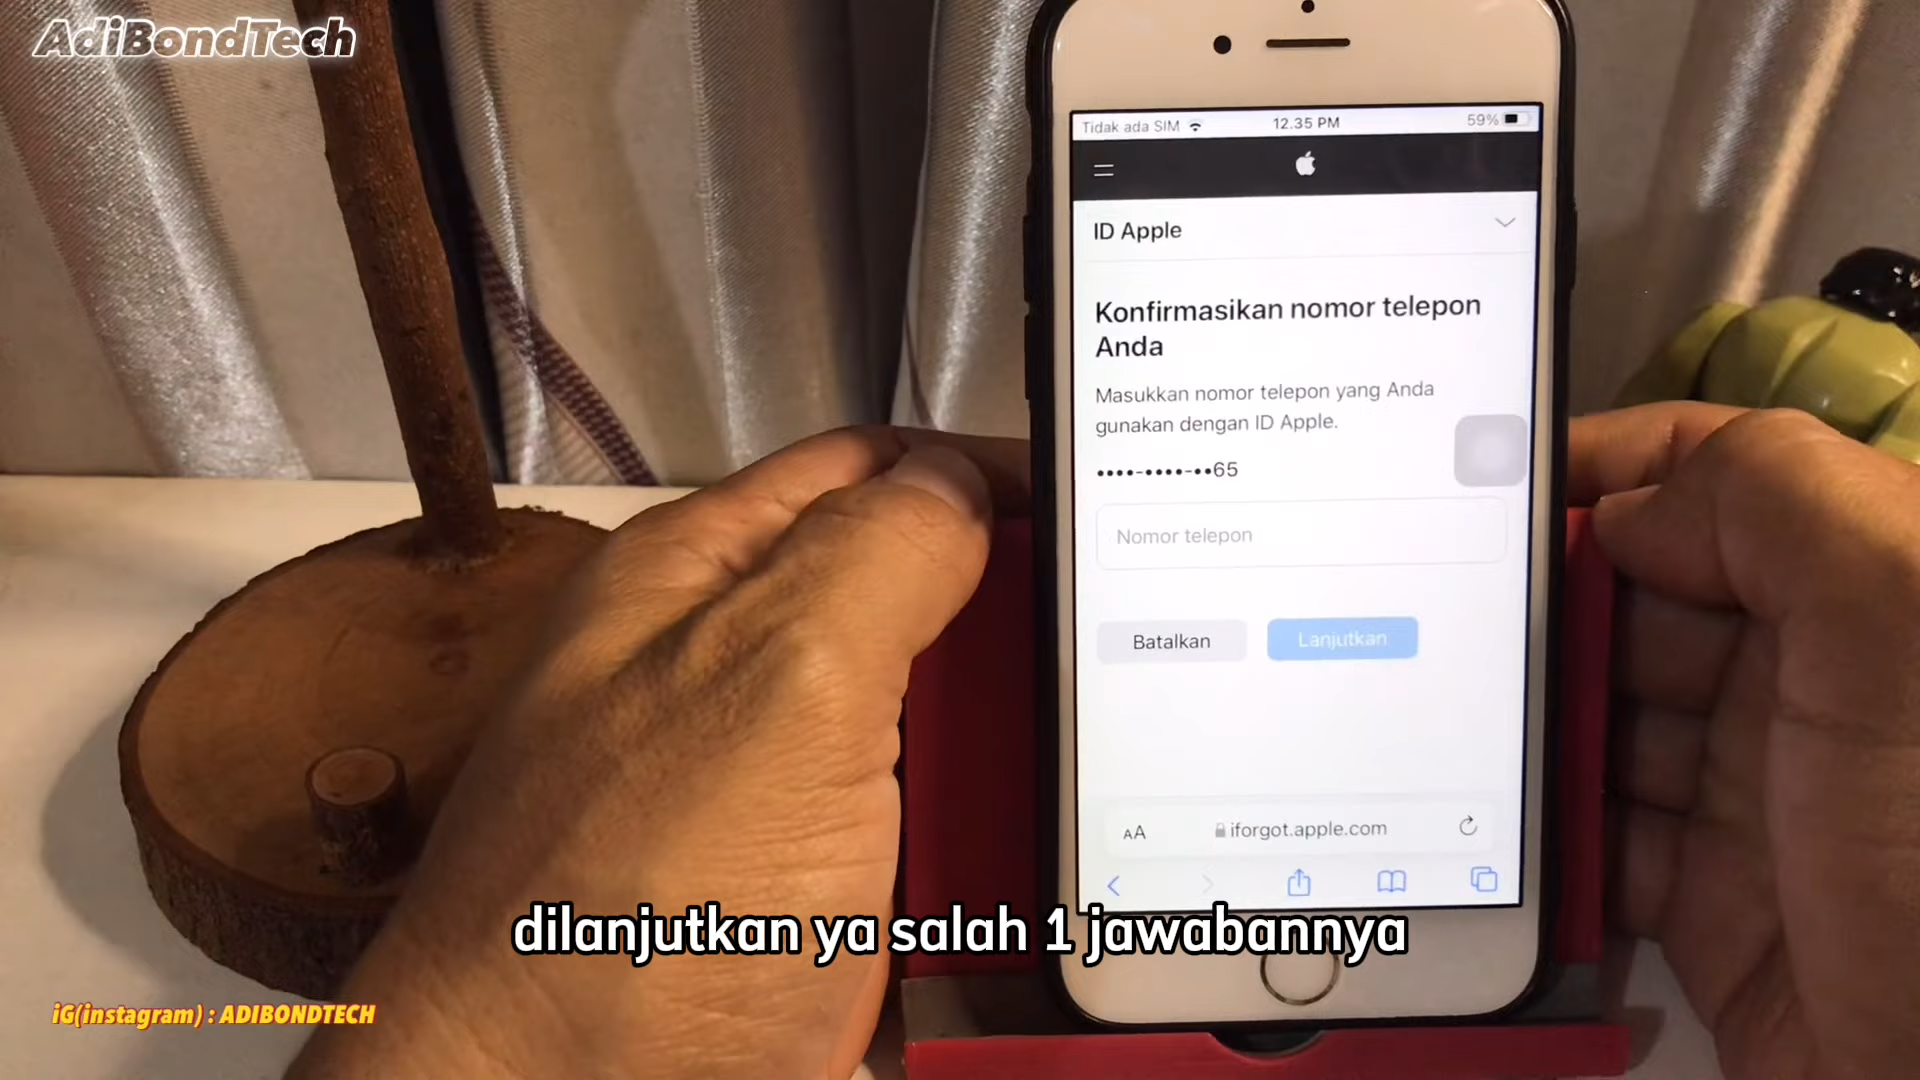 AdiBondTech
Tidak ada SIM 12.35 PM 59%
ID Apple
Konfirmasikan nomor telepon
Anda
Masukkan nomor telepon yang Anda
gunakan dengan ID Apple.
••••-••••-••65
Nomor telepon
Batalkan Lanjutkan
AA iforgot.apple.com
dilanjutkan ya salah 1 jawabannya
iG(instagram) : ADIBONDTECH